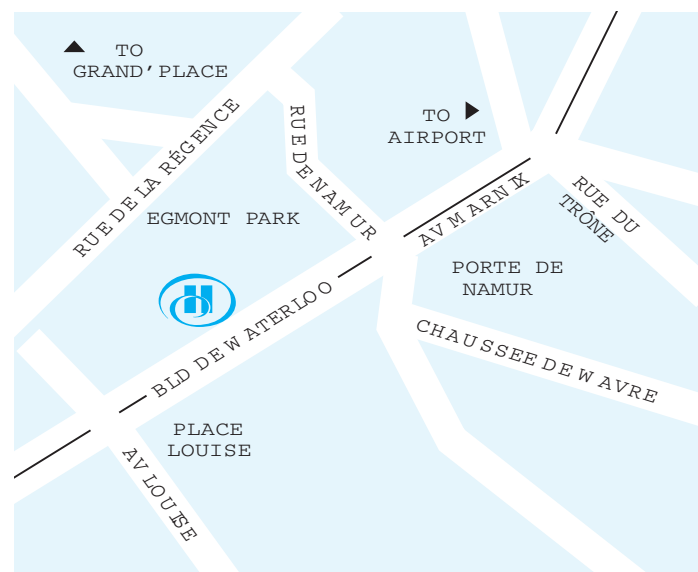 TO
GRAND'PLACE
RUE DE LA RÉGENCE
RUE DE NAMUR
TO
AIRPORT
EGMONT PARK
AV MARNIX
RUE DU
TRÔNE
PORTE DE
NAMUR
H
BLD DE WATERLOO
CHAUSSEE DE WAVRE
PLACE
LOUISE
AV LOUISE